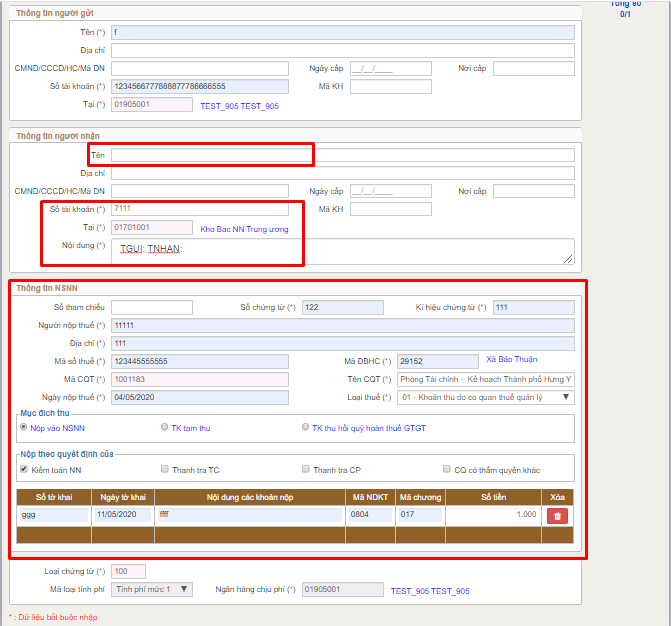 Tổng 90
0/1
Thông tin người gửi
Tên (*) f
Địa chỉ
CMND/CCCD/HC/Mã DN Ngày cấp __/__/____ Nơi cấp
Số tài khoản (*) 1234566777888877786666555 Mã KH
Tại (*) 01905001 TEST_905 TEST_905
Thông tin người nhận
Tên
Địa chỉ
CMND/CCCD/HC/Mã DN Ngày cấp __/__/____ Nơi cấp
Số tài khoản (*) 7111 Mã KH
Tại (*) 01701001 Kho Bạc NN Trung ương
Nội dung (*) TGUI: TNHAN:
Thông tin NSNN
Số tham chiếu Số chứng từ (*) 122 Kí hiệu chứng từ (*) 111
Người nộp thuế (*) 11111
Địa chỉ (*) 111
Mã số thuế (*) 123445555555 Mã ĐBHC (*) 29152 Xã Bảo Thuận
Mã CQT (*) 1001183 Tên CQT (*) Phòng Tài chính - Kế hoạch Thành phố Hưng Y
Ngày nộp thuế (*) 04/05/2020 Loại thuế (*) 01 - Khoản thu do cơ quan thuế quản lý
Mục đích thu
Nộp vào NSNN TK tạm thu TK thu hồi quỹ hoàn thuế GTGT
Nộp theo quyết định của
Kiểm toán NN Thanh tra TC Thanh tra CP CQ có thẩm quyền khác
Số tờ khai Ngày tờ khai Nội dung các khoản nộp Mã NDKT Mã chương Số tiền Xóa
ggg 11/05/2020 ffff 0804 017 1.000
Loại chứng từ (*) 100
Mã loại tính phí Tính phí mức 1 Ngân hàng chịu phí (*) 01905001 TEST_905 TEST_905
* : Dữ liệu bắt buộc nhập